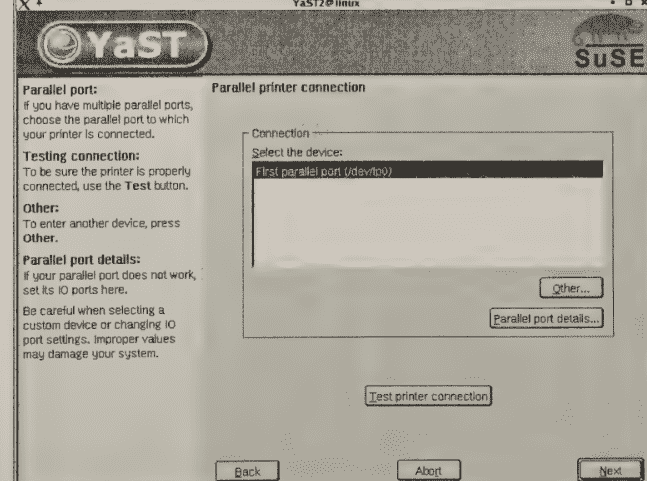 YaST2@linux
YaST
SuSE
Parallel port:
If you have multiple parallel ports,
choose the parallel port to which
your printer is connected.
Testing connection:
To be sure the printer is properly
connected, use the Test button.
Other:
To enter another device, press
Other.
Parallel port details:
If your parallel port does not work,
set its IO ports here.
Be careful when selecting a
custom device or changing IO
port settings. Improper values
may damage your system.
Parallel printer connection
Connection
Select the device:
First parallel port (/dev/lp0)
Other...
Parallel port details...
Test printer connection
Back
Abort
Next